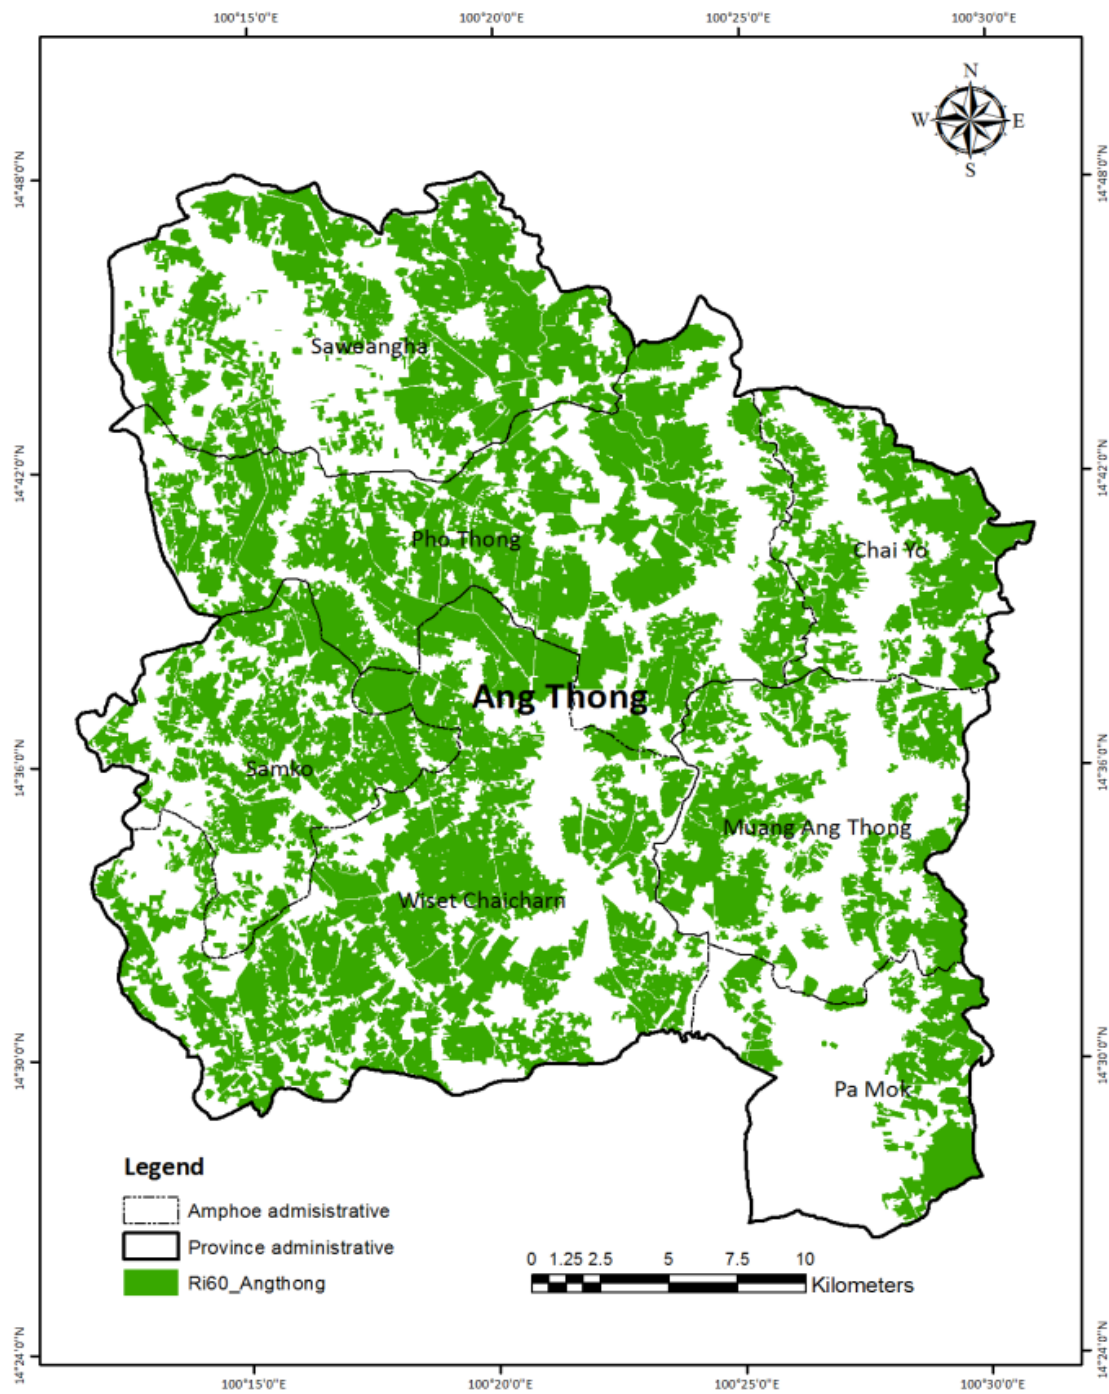 100°15'0"E 100°20'0"E 100°25'0"E 100°30'0"E
N
W E
S
14°48'0"N 14°48'0"N
Saweangha
14°42'0"N 14°42'0"N
Pho Thong
Chai Yo
Ang Thong
14°36'0"N 14°36'0"N
Samko
Muang Ang Thong
Wiset Chaicharn
14°30'0"N 14°30'0"N
Pa Mok
Legend
Amphoe admisistrative
Province administrative
Ri60_Angthong
0 1.25 2.5 5 7.5 10
Kilometers
14°24'0"N 14°24'0"N
100°15'0"E 100°20'0"E 100°25'0"E 100°30'0"E